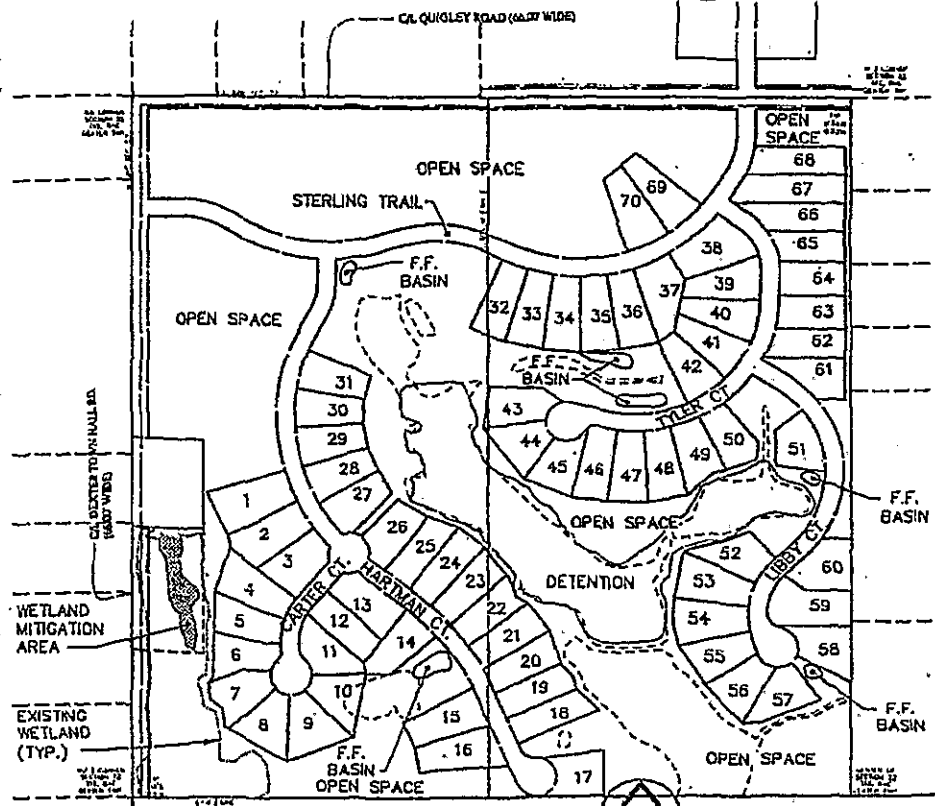 C/L QUIGLEY ROAD (66.00' WIDE)
OPEN
SPACE
OPEN SPACE
STERLING TRAIL
68
67
66
65
64
63
62
61
70
69
38
39
40
41
42
37
36
35
34
33
32
F.F.
BASIN
OPEN SPACE
F.F.
BASIN
31
30
29
28
27
43
44
45
46
47
48
49
50
51
TYLER CT.
F.F.
BASIN
C/L DEXTER TOWN HALL RD.
(66.00' WIDE)
1
2
3
4
5
6
7
8
9
10
11
12
13
14
CARTER CT.
HARTMAN CT.
26
25
24
23
22
21
20
19
18
17
15
16
OPEN SPACE
DETENTION
52
53
54
55
56
57
58
59
60
LIBBY CT.
WETLAND
MITIGATION
AREA
EXISTING
WETLAND
(TYP.)
F.F.
BASIN
OPEN SPACE
F.F.
BASIN
OPEN SPACE